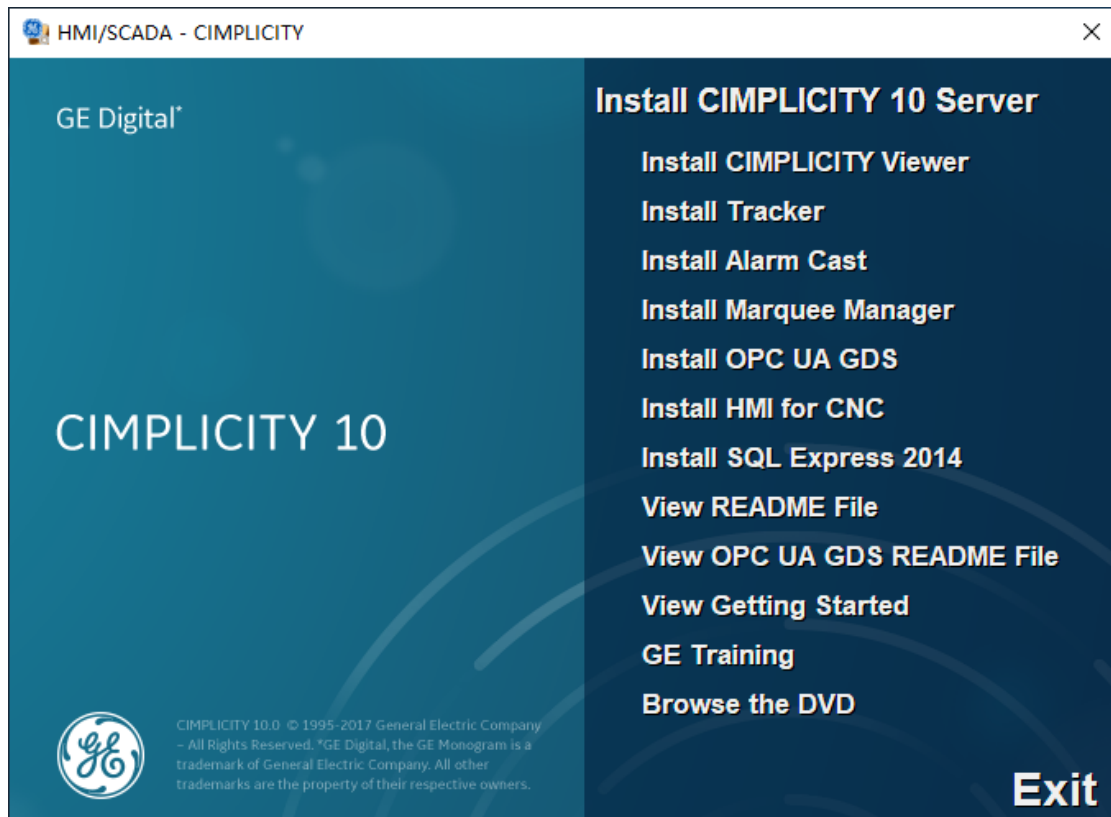 HMI/SCADA - CIMPLICITY
GE Digital*
CIMPLICITY 10
GE
CIMPLICITY 10.0 © 1995-2017 General Electric Company
– All Rights Reserved. *GE Digital, the GE Monogram is a
trademark of General Electric Company. All other
trademarks are the property of their respective owners.
Install CIMPLICITY 10 Server
Install CIMPLICITY Viewer
Install Tracker
Install Alarm Cast
Install Marquee Manager
Install OPC UA GDS
Install HMI for CNC
Install SQL Express 2014
View README File
View OPC UA GDS README File
View Getting Started
GE Training
Browse the DVD
Exit